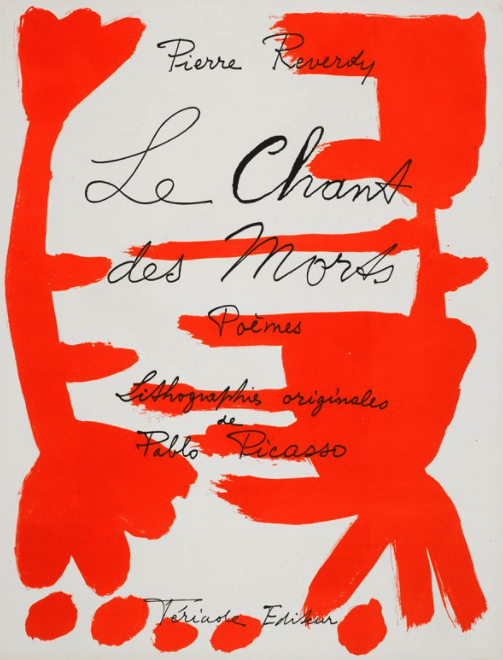 Pierre Reverdy
Le Chant
des Morts
Poèmes
Lithographies originales
de
Pablo Picasso
Tériade Editeur